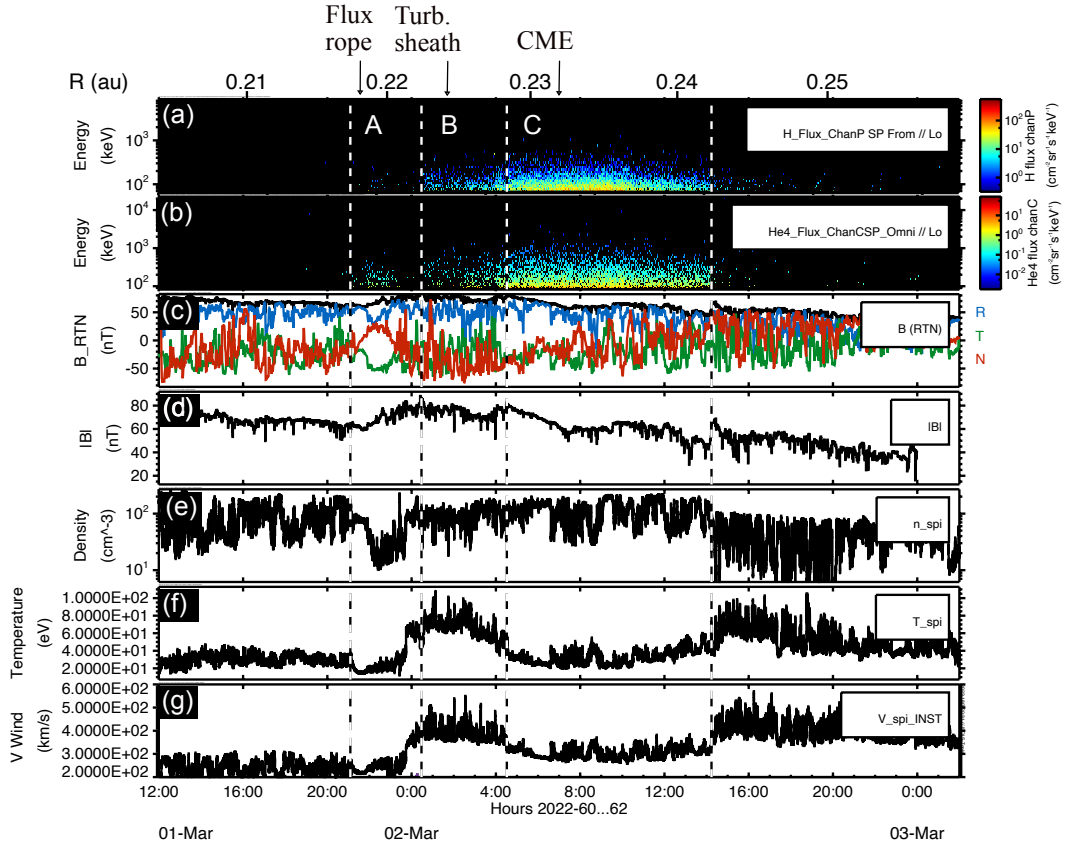 Flux rope
Turb. sheath
CME
R (au)
0.21 0.22 0.23 0.24 0.25
(a)
A B C
Energy (keV)
10³
10²
H_Flux_ChanP SP From // Lo
10²
10¹
10⁰
H flux chanP (cm⁻²sr⁻¹s⁻¹keV⁻¹)
(b)
Energy (keV)
10⁴
10³
10²
He4_Flux_ChanCSP_Omni // Lo
10¹
10⁰
10⁻¹
10⁻²
He4 flux chanC (cm⁻²sr⁻¹s⁻¹keV⁻¹)
(c)
B_RTN (nT)
50
0
-50
B (RTN)
R
T
N
(d)
IBI (nT)
80
60
40
20
IBI
(e)
Density (cm^-3)
10²
10¹
n_spi
(f)
Temperature (eV)
1.0000E+02
8.0000E+01
6.0000E+01
4.0000E+01
2.0000E+01
T_spi
(g)
V Wind (km/s)
6.0000E+02
5.0000E+02
4.0000E+02
3.0000E+02
2.0000E+02
V_spi_INST
12:00 16:00 20:00 0:00 4:00 8:00 12:00 16:00 20:00 0:00
Hours 2022-60...62
01-Mar 02-Mar 03-Mar